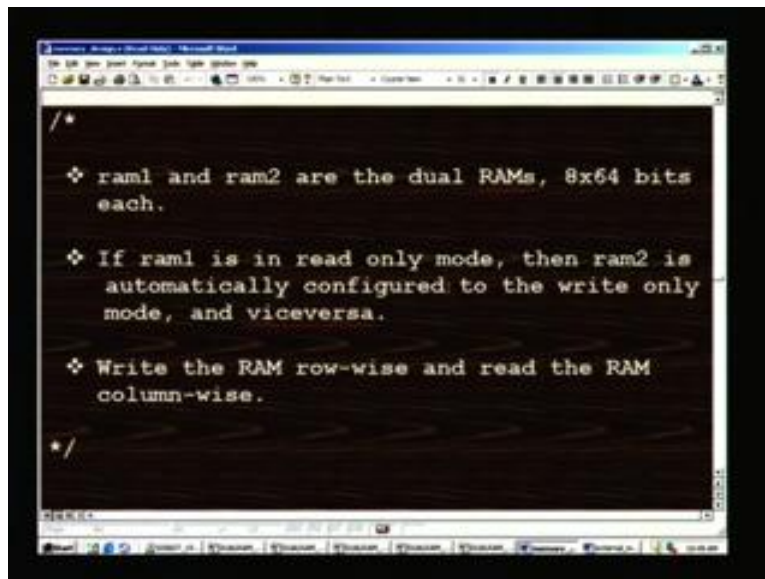 /*
❖ ram1 and ram2 are the dual RAMs, 8x64 bits
each.
❖ If ram1 is in read only mode, then ram2 is
automatically configured to the write only
mode, and viceversa.
❖ Write the RAM row-wise and read the RAM
column-wise.
*/